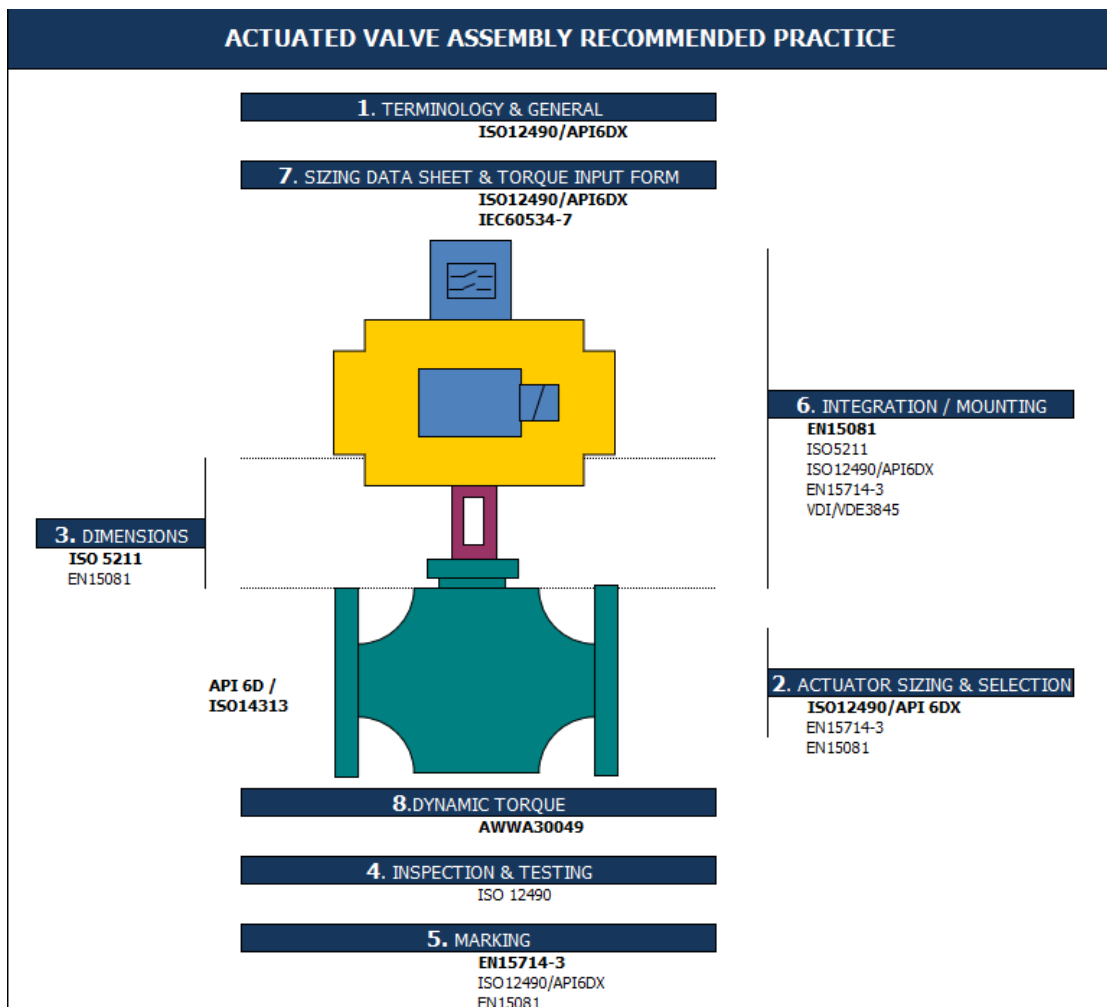 ACTUATED VALVE ASSEMBLY RECOMMENDED PRACTICE
1. TERMINOLOGY & GENERAL
ISO12490/API6DX
7. SIZING DATA SHEET & TORQUE INPUT FORM
ISO12490/API6DX
IEC60534-7
6. INTEGRATION / MOUNTING
EN15081
ISO5211
ISO12490/API6DX
EN15714-3
VDI/VDE3845
3. DIMENSIONS
ISO 5211
EN15081
API 6D /
ISO14313
2. ACTUATOR SIZING & SELECTION
ISO12490/API 6DX
EN15714-3
EN15081
8.DYNAMIC TORQUE
AWWA30049
4. INSPECTION & TESTING
ISO 12490
5. MARKING
EN15714-3
ISO12490/API6DX
EN15081